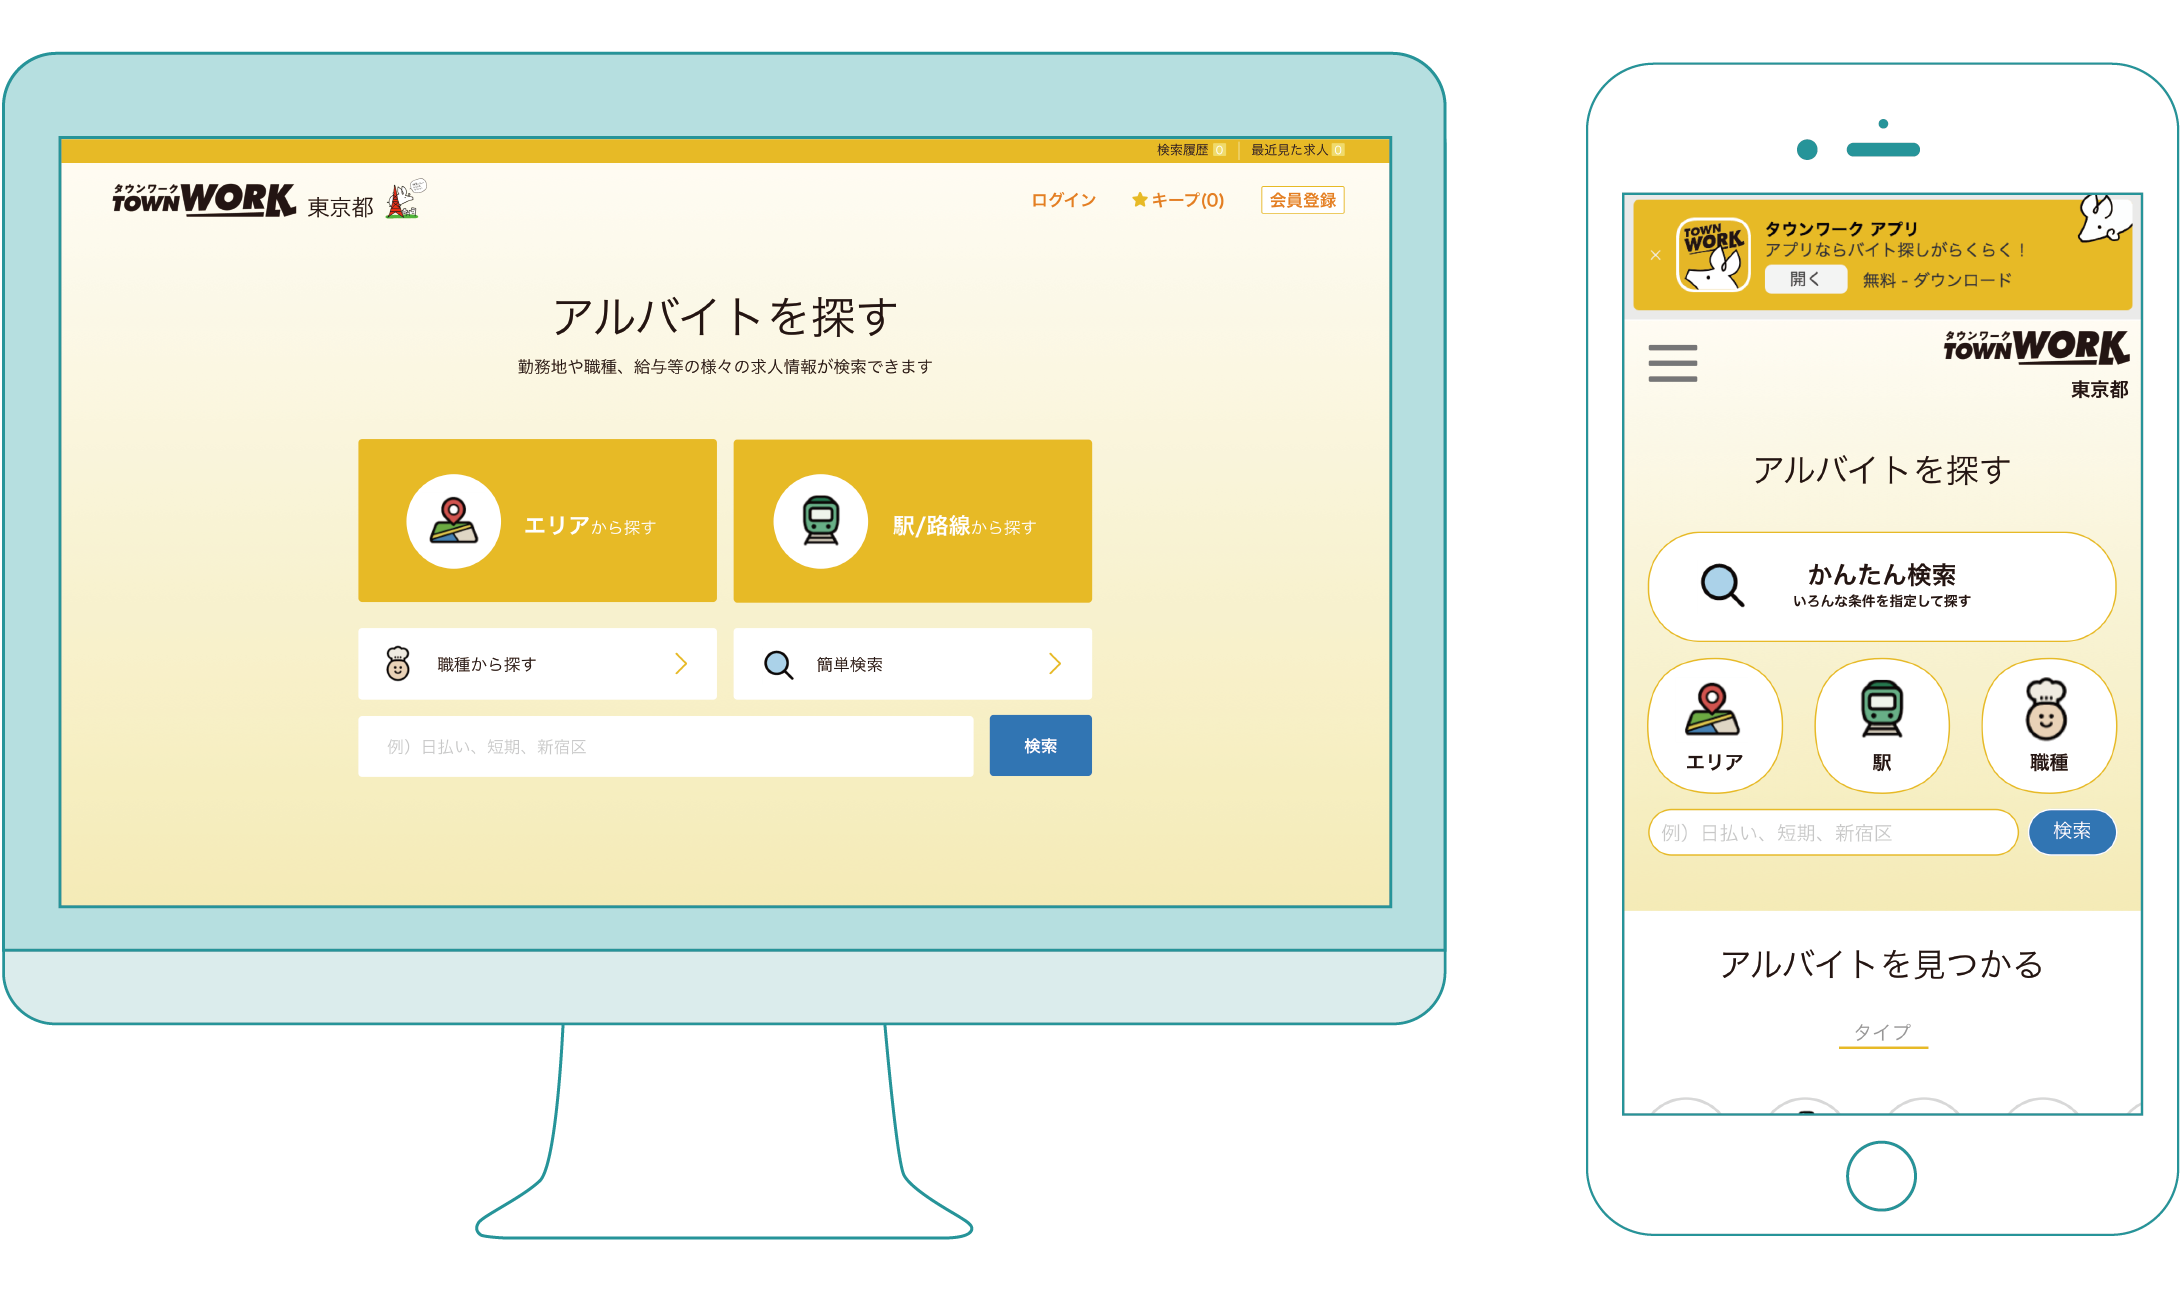 検索履歴 0 最近見た求人 0
タウンワーク
TOWN WORK 東京都
ログイン キープ(0) 会員登録
アルバイトを探す
勤務地や職種、給与等の様々の求人情報が検索できます
エリアから探す
駅/路線から探す
職種から探す
簡単検索
例）日払い、短期、新宿区
検索
TOWN
WORK
タウンワーク アプリ
アプリならバイト探しがらくらく！
開く 無料 - ダウンロード
タウンワーク
TOWN WORK
東京都
アルバイトを探す
かんたん検索
いろんな条件を指定して探す
エリア
駅
職種
例）日払い、短期、新宿区
検索
アルバイトを見つかる
タイプ